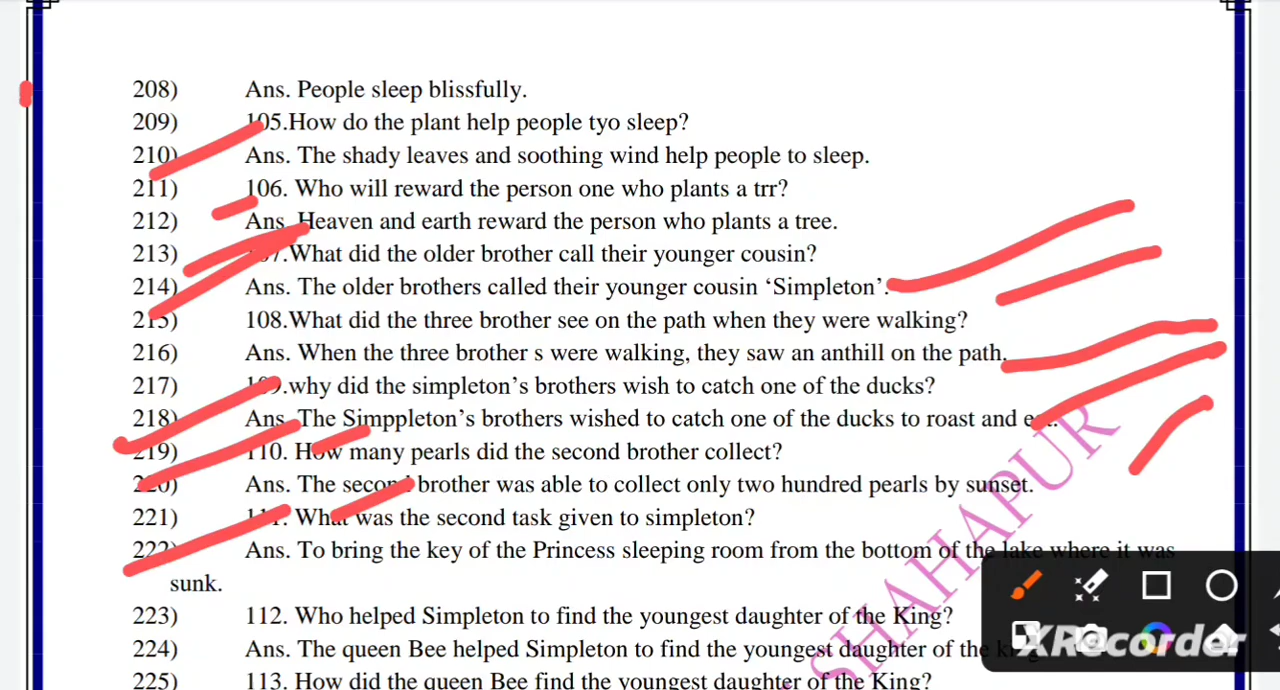 208) Ans. People sleep blissfully.
209) 105.How do the plant help people tyo sleep?
210) Ans. The shady leaves and soothing wind help people to sleep.
211) 106. Who will reward the person one who plants a trr?
212) Ans. Heaven and earth reward the person who plants a tree.
213) 107.What did the older brother call their younger cousin?
214) Ans. The older brothers called their younger cousin ‘Simpleton’.
215) 108.What did the three brother see on the path when they were walking?
216) Ans. When the three brother s were walking, they saw an anthill on the path.
217) 109.why did the simpleton’s brothers wish to catch one of the ducks?
218) Ans. The Simppleton’s brothers wished to catch one of the ducks to roast and eat.
219) 110. How many pearls did the second brother collect?
220) Ans. The second brother was able to collect only two hundred pearls by sunset.
221) 111. What was the second task given to simpleton?
222) Ans. To bring the key of the Princess sleeping room from the bottom of the lake where it was
sunk.
223) 112. Who helped Simpleton to find the youngest daughter of the King?
224) Ans. The queen Bee helped Simpleton to find the youngest daughter of the king.
225) 113. How did the queen Bee find the youngest daughter of the King?
SHAHAPUR
XRecorder